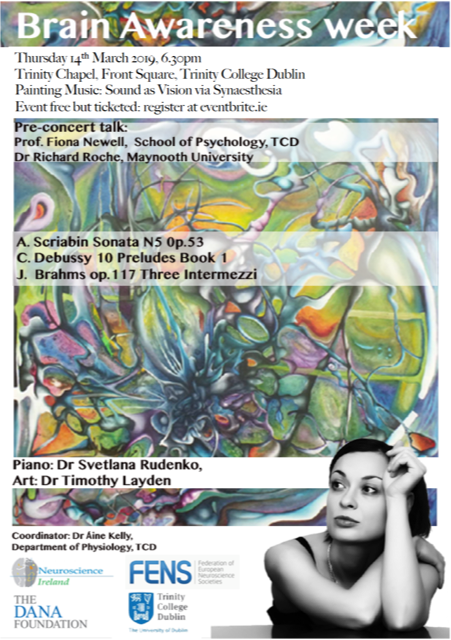 Brain Awareness week
Thursday 14th March 2019, 6.30pm
Trinity Chapel, Front Square, Trinity College Dublin
Painting Music: Sound as Vision via Synaesthesia
Event free but ticketed: register at eventbrite.ie
Pre-concert talk:
Prof. Fiona Newell, School of Psychology, TCD
Dr Richard Roche, Maynooth University
A. Scriabin Sonata N5 Op.53
C. Debussy 10 Preludes Book 1
J. Brahms op.117 Three Intermezzi
Piano: Dr Svetlana Rudenko,
Art: Dr Timothy Layden
Coordinator: Dr Áine Kelly,
Department of Physiology, TCD
Neuroscience
Ireland
FENS
Federation of
European
Neuroscience
Societies
THE
DANA
FOUNDATION
Trinity
College
Dublin
The University of Dublin